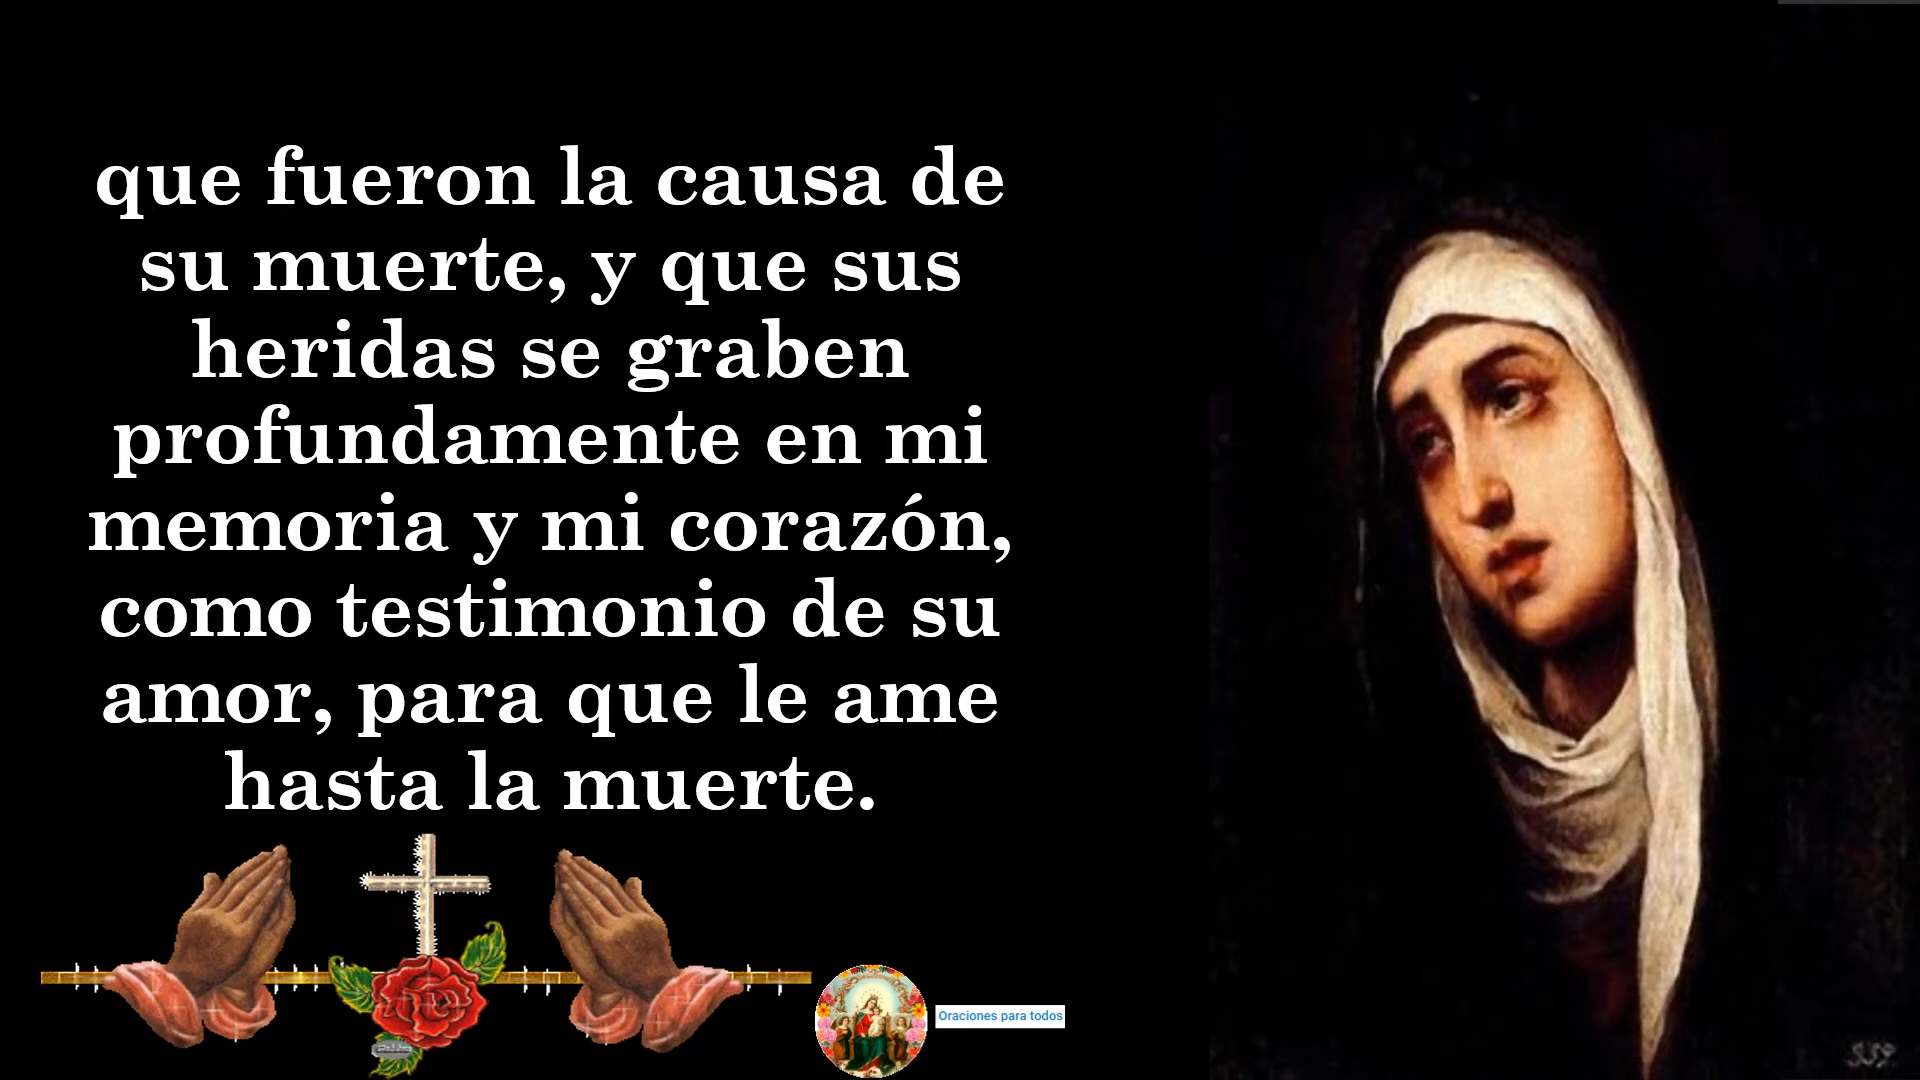 que fueron la causa de
su muerte, y que sus
heridas se graben
profundamente en mi
memoria y mi corazón,
como testimonio de su
amor, para que le ame
hasta la muerte.
Oraciones para todos